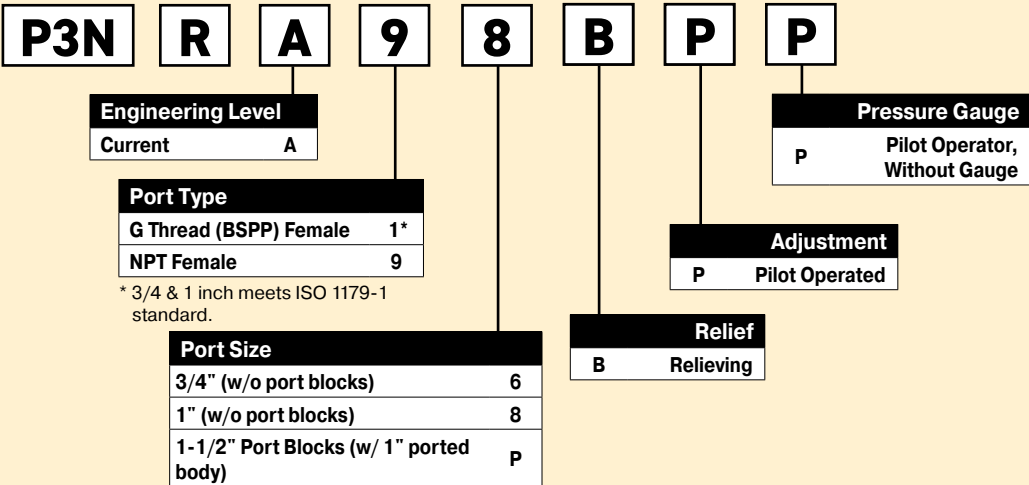 P3N R A 9 8 B P P
Engineering Level
Current A
Port Type
G Thread (BSPP) Female 1*
NPT Female 9
* 3/4 & 1 inch meets ISO 1179-1
standard.
Port Size
3/4" (w/o port blocks) 6
1" (w/o port blocks) 8
1-1/2" Port Blocks (w/ 1" ported
body) P
Relief
B Relieving
Adjustment
P Pilot Operated
Pressure Gauge
P Pilot Operator,
Without Gauge